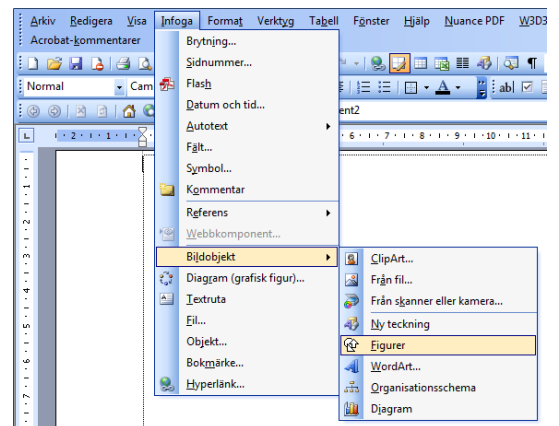 Arkiv Redigera Visa Infoga Format Verktyg Tabell Fönster Hjälp Nuance PDF
Acrobat-kommentarer
Normal
Brytning...
Sidnummer...
Flash
Datum och tid...
Autotext
Fält...
Symbol...
Kommentar
Referens
Webbkomponent...
Bildobjekt
Diagram (grafisk figur)...
Textruta
Fil...
Objekt...
Bokmärke...
Hyperlänk...
ClipArt...
Från fil...
Från skanner eller kamera...
Ny teckning
Figurer
WordArt...
Organisationsschema
Diagram